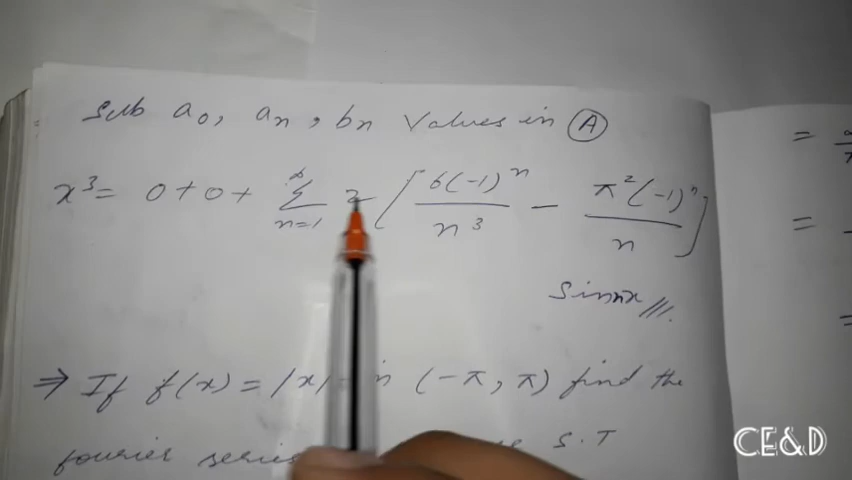 Sub a₀, aₙ, bₙ Values in Ⓐ
x³ = 0 + 0 + ∞Σn=1 2 [ 6(-1)ⁿ / n³ - π²(-1)ⁿ / n ]
Sin nx ///.
⇒ If f(x) = |x| in (-π, π) find the
fourier series S.T
=
=
=
CE&D